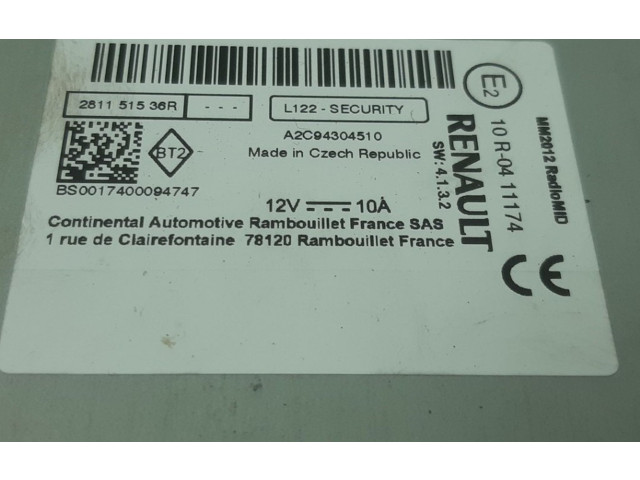 2811 515 36R
- - -
L122 - SECURITY
BT2
A2C94304510
Made in Czech Republic
BS0017400094747
12V 10A
Continental Automotive Rambouillet France SAS
1 rue de Clairefontaine 78120 Rambouillet France
RENAULT
SW: 4.1.3.2
E2
10 R-04 11174
MM2012 RadioMID
CE